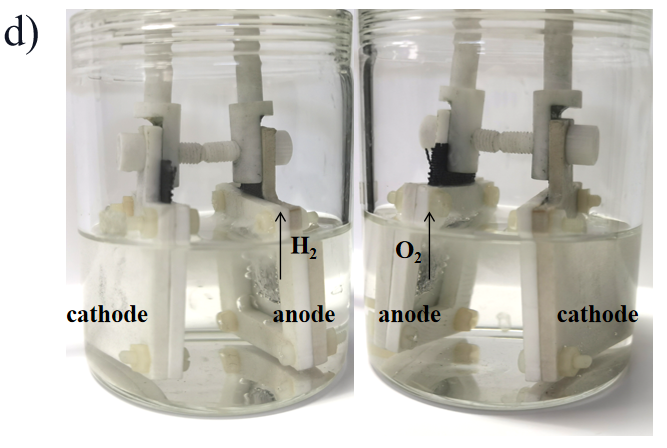 d)
H₂
cathode
anode
O₂
anode
cathode